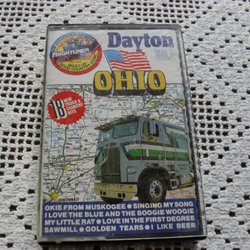 Dayton
OHIO
18
OKIE FROM MUSKOGEE • SINGING MY SONG
I LOVE THE BLUE AND THE BOOGIE WOOGIE
MY LITTLE RAT • LOVE IN THE FIRST DEGREE
SAWMILL • GOLDEN TEARS • I LIKE BEER